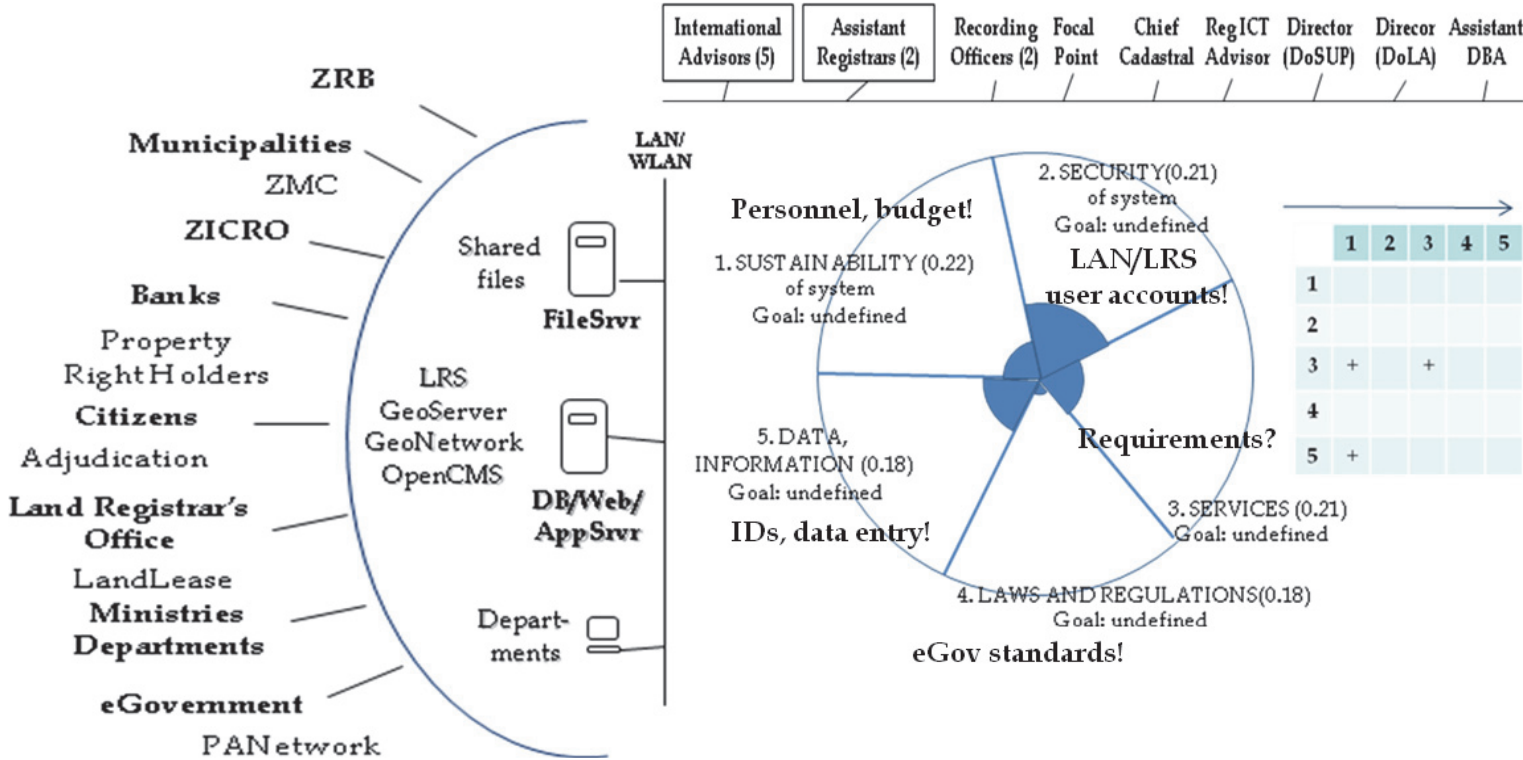 International
Advisors (5)
Assistant
Registrars (2)
Recording
Officers (2)
Focal
Point
Chief
Cadastral
RegICT
Advisor
Director
(DoSUP)
Direcor
(DoLA)
Assistant
DBA
ZRB
Municipalities
ZMC
ZICRO
Banks
Property
RightHolders
Citizens
Adjudication
Land Registrar's
Office
LandLease
Ministries
Departments
eGovernment
PANetwork
LAN/
WLAN
Shared
files
FileSrvr
LRS
GeoServer
GeoNetwork
OpenCMS
DB/Web/
AppSrvr
Depart-
ments
Personnel, budget!
1. SUSTAINABILITY (0.22)
of system
Goal: undefined
2. SECURITY(0.21)
of system
Goal: undefined
LAN/LRS
user accounts!
Requirements?
3. SERVICES (0.21)
Goal: undefined
4. LAWS AND REGULATIONS(0.18)
Goal: undefined
eGov standards!
5. DATA,
INFORMATION (0.18)
Goal: undefined
IDs, data entry!
1 2 3 4 5
1
2
3 + +
4
5 +